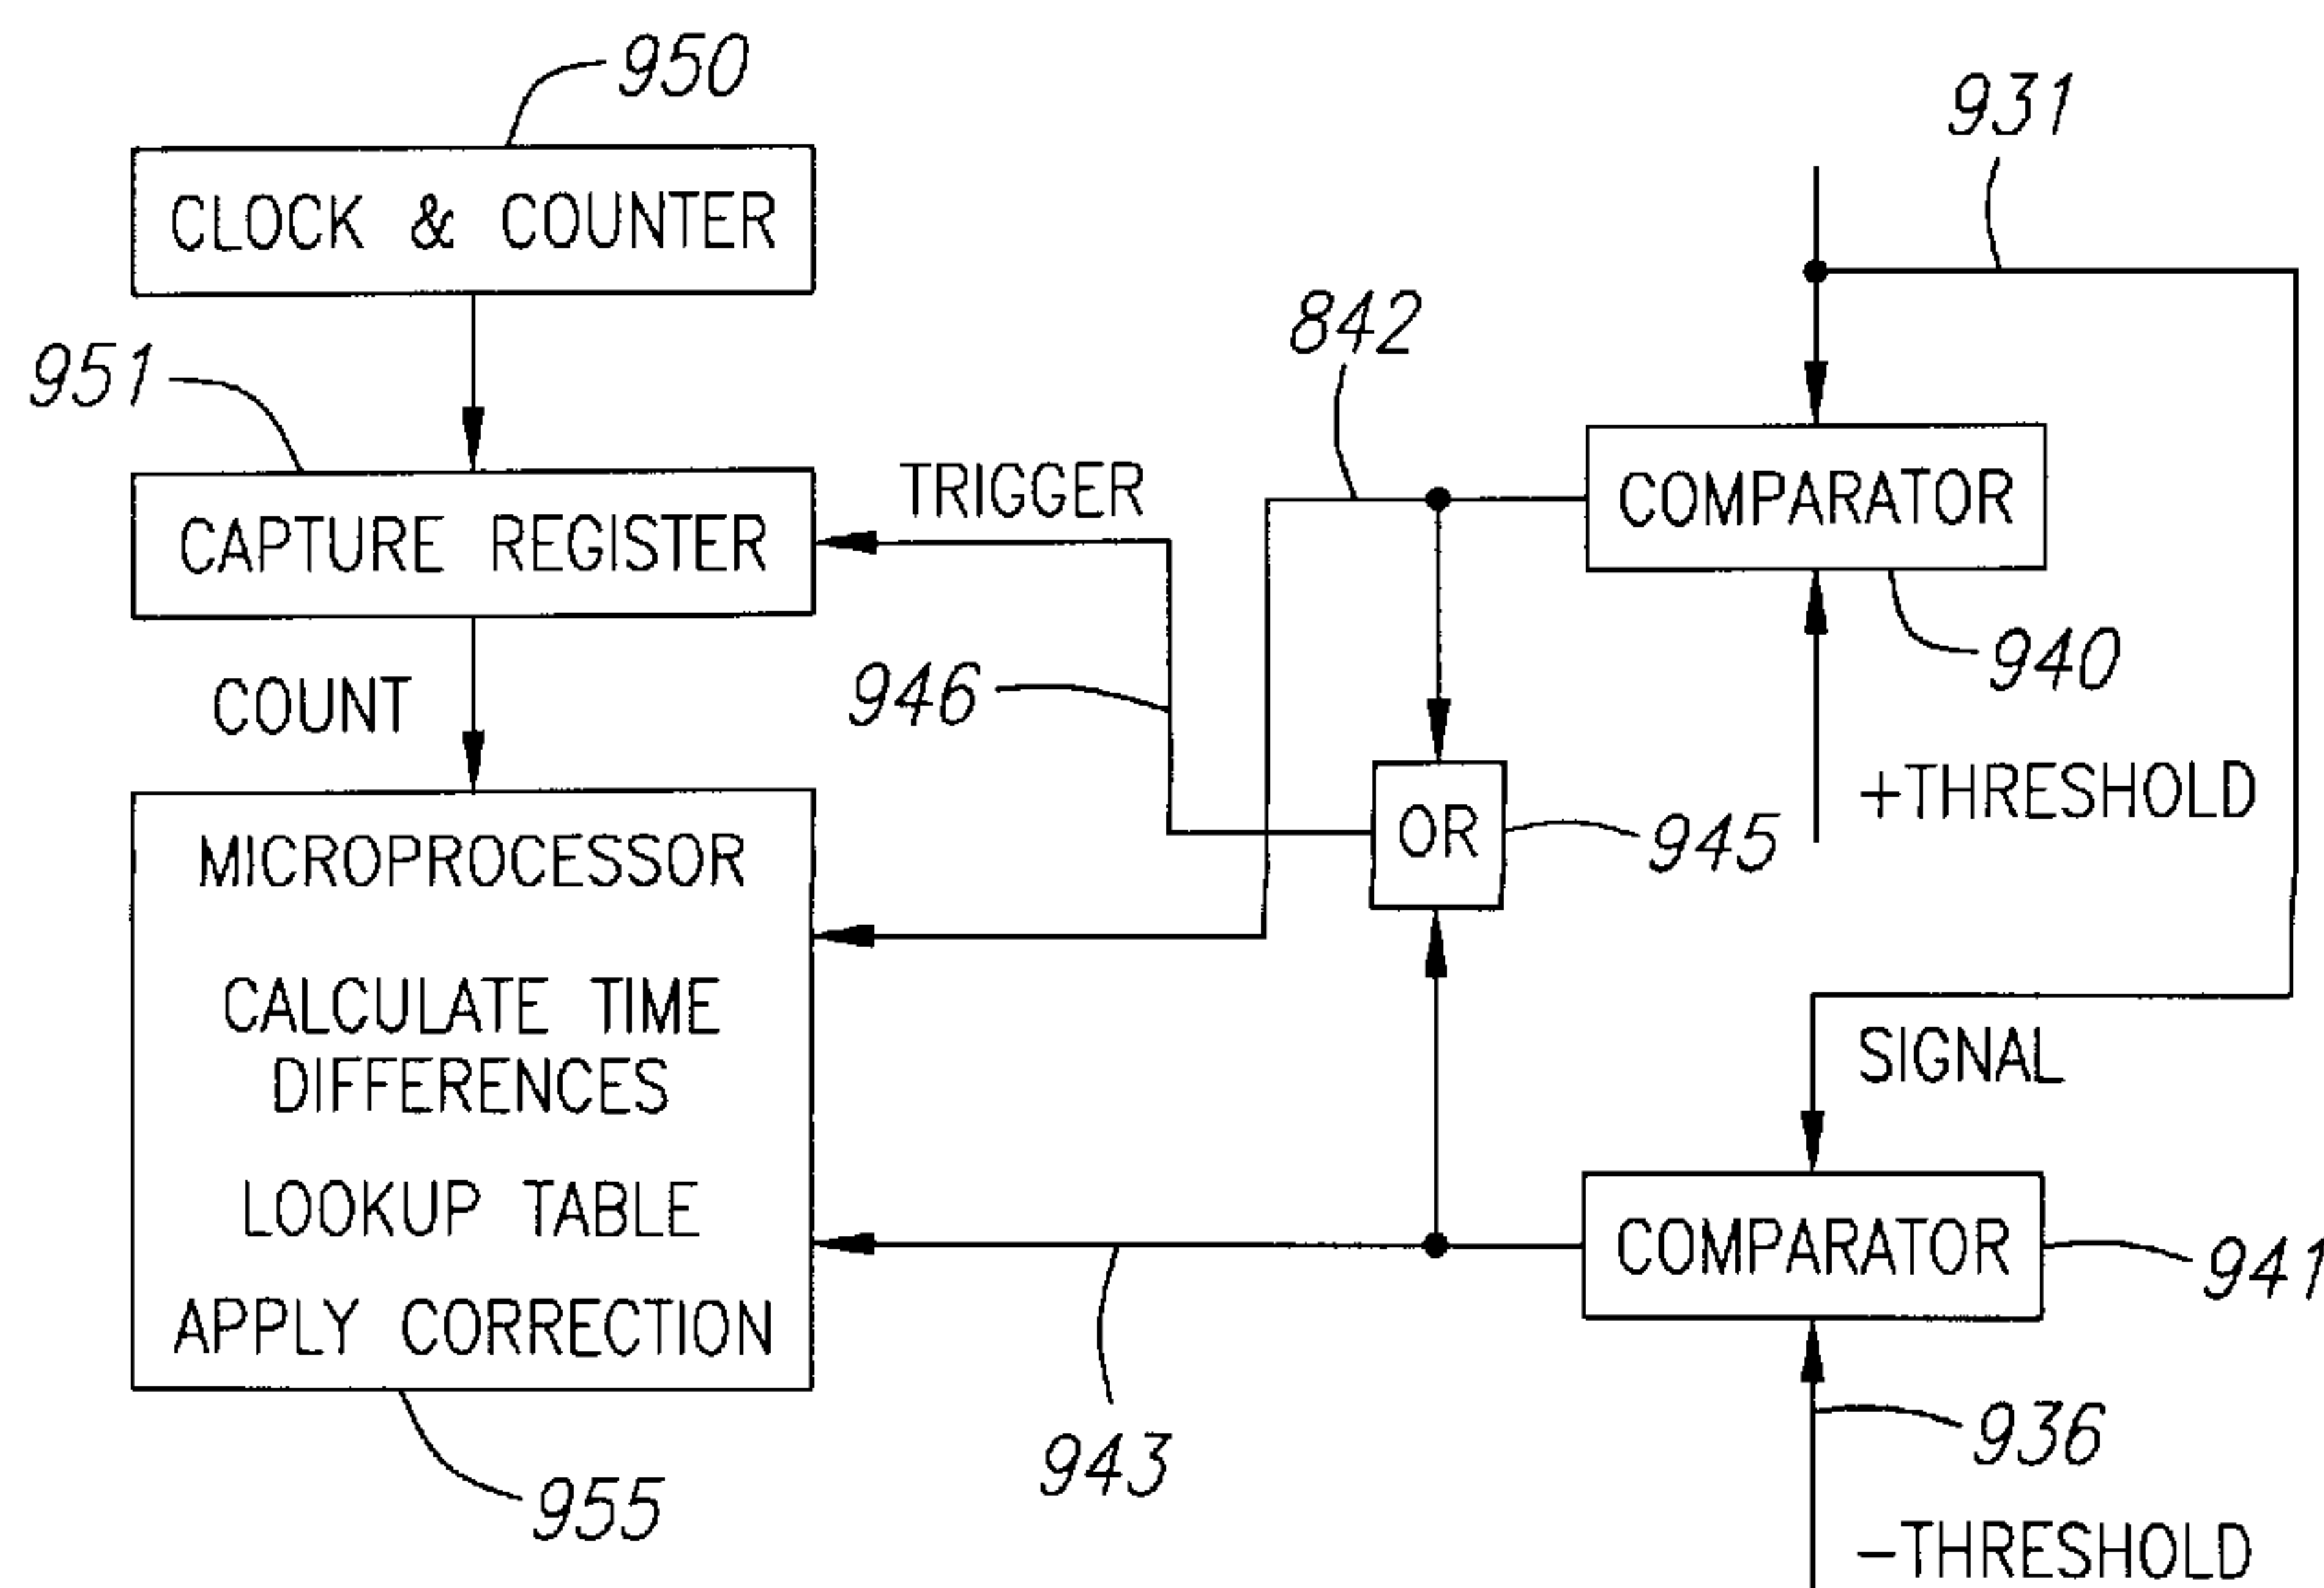 950
CLOCK & COUNTER
931
842
951
CAPTURE REGISTER
TRIGGER
COMPARATOR
940
COUNT
946
+THRESHOLD
OR
945
MICROPROCESSOR
CALCULATE TIME
DIFFERENCES
LOOKUP TABLE
APPLY CORRECTION
SIGNAL
COMPARATOR
941
936
943
955
−THRESHOLD